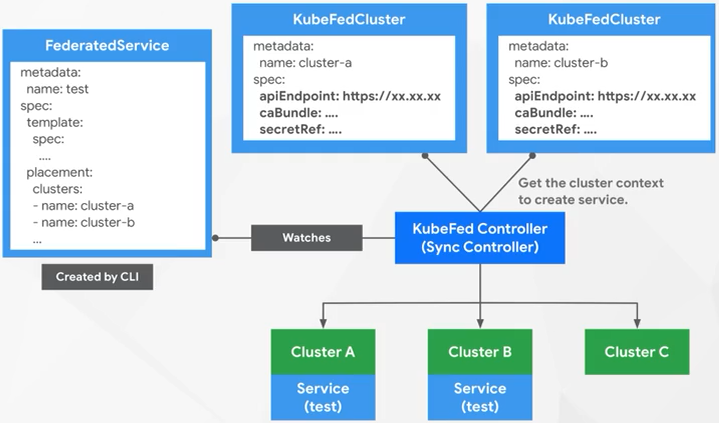 FederatedService
metadata:
name: test
spec:
template:
spec:
....
placement:
clusters:
- name: cluster-a
- name: cluster-b
...
Created by CLI
KubeFedCluster
metadata:
name: cluster-a
spec:
apiEndpoint: https://xx.xx.xx
caBundle: ....
secretRef: ....
KubeFedCluster
metadata:
name: cluster-b
spec:
apiEndpoint: https://xx.xx.xx
caBundle: ....
secretRef: ....
Get the cluster context
to create service.
Watches
KubeFed Controller
(Sync Controller)
Cluster A
Service
(test)
Cluster B
Service
(test)
Cluster C